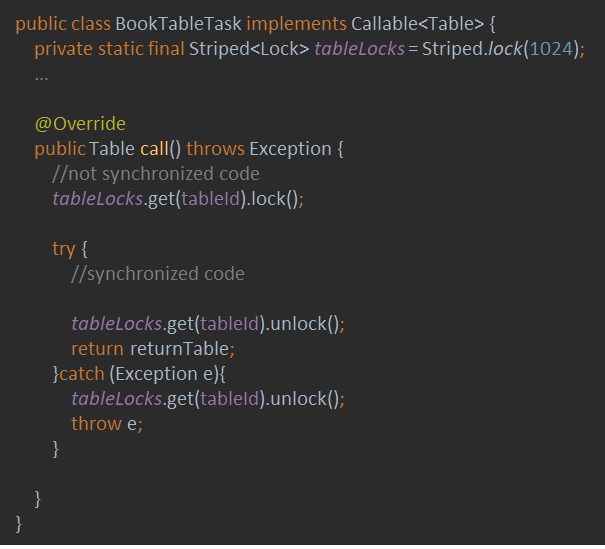 public class BookTableTask implements Callable<Table> {
    private static final Striped<Lock> tableLocks = Striped.lock(1024);
    ...

    @Override
    public Table call() throws Exception {
        //not synchronized code
        tableLocks.get(tableId).lock();

        try {
            //synchronized code

            tableLocks.get(tableId).unlock();
            return returnTable;
        }catch (Exception e){
            tableLocks.get(tableId).unlock();
            throw e;
        }

    }
}